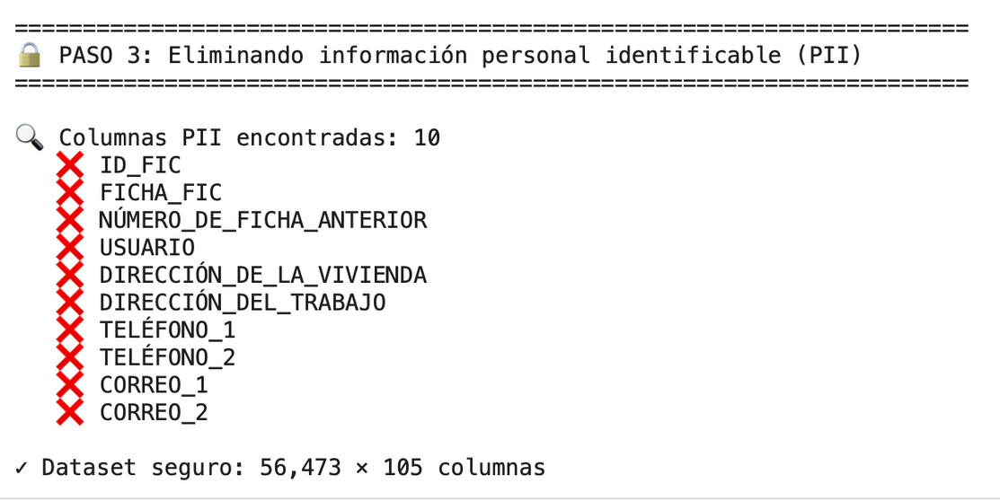 ======================================================================
🔒 PASO 3: Eliminando información personal identificable (PII)
======================================================================
🔍 Columnas PII encontradas: 10
❌ ID_FIC
❌ FICHA_FIC
❌ NÚMERO_DE_FICHA_ANTERIOR
❌ USUARIO
❌ DIRECCIÓN_DE_LA_VIVIENDA
❌ DIRECCIÓN_DEL_TRABAJO
❌ TELÉFONO_1
❌ TELÉFONO_2
❌ CORREO_1
❌ CORREO_2
✓ Dataset seguro: 56,473 × 105 columnas